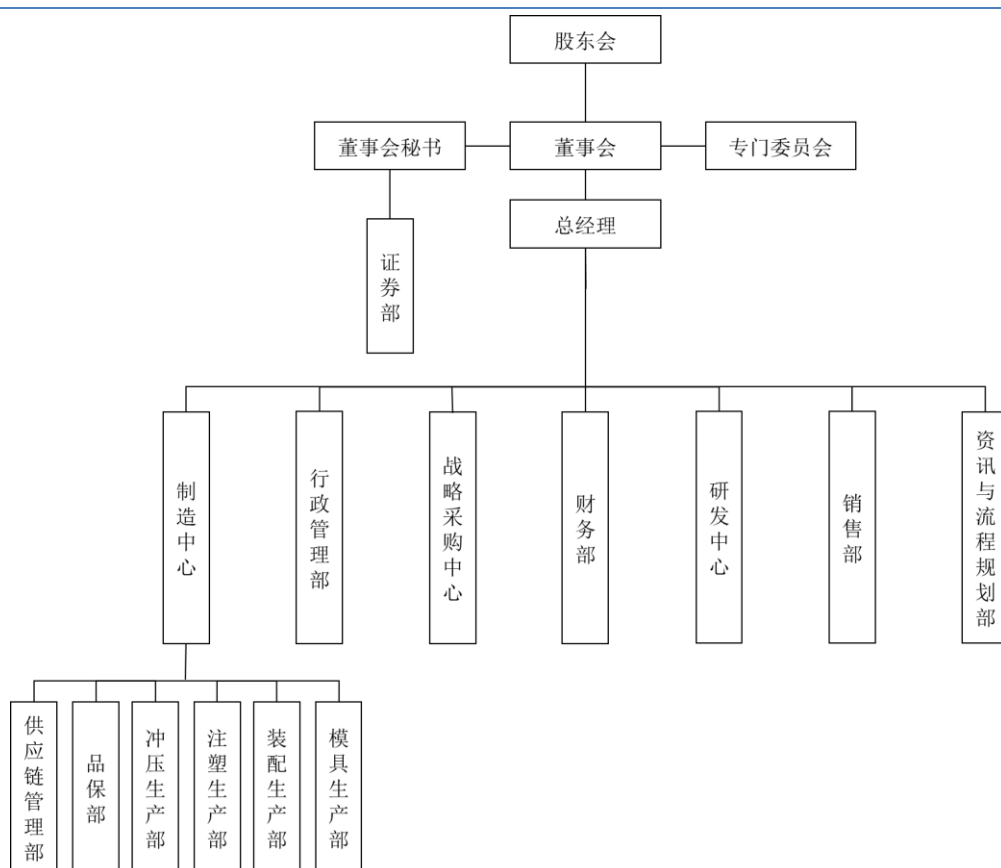 股东会
董事会秘书
董事会
专门委员会
总经理
证券部
制造中心
行政管理部
战略采购中心
财务部
研发中心
销售部
资讯与流程规划部
供应链管理部
品保部
冲压生产部
注塑生产部
装配生产部
模具生产部